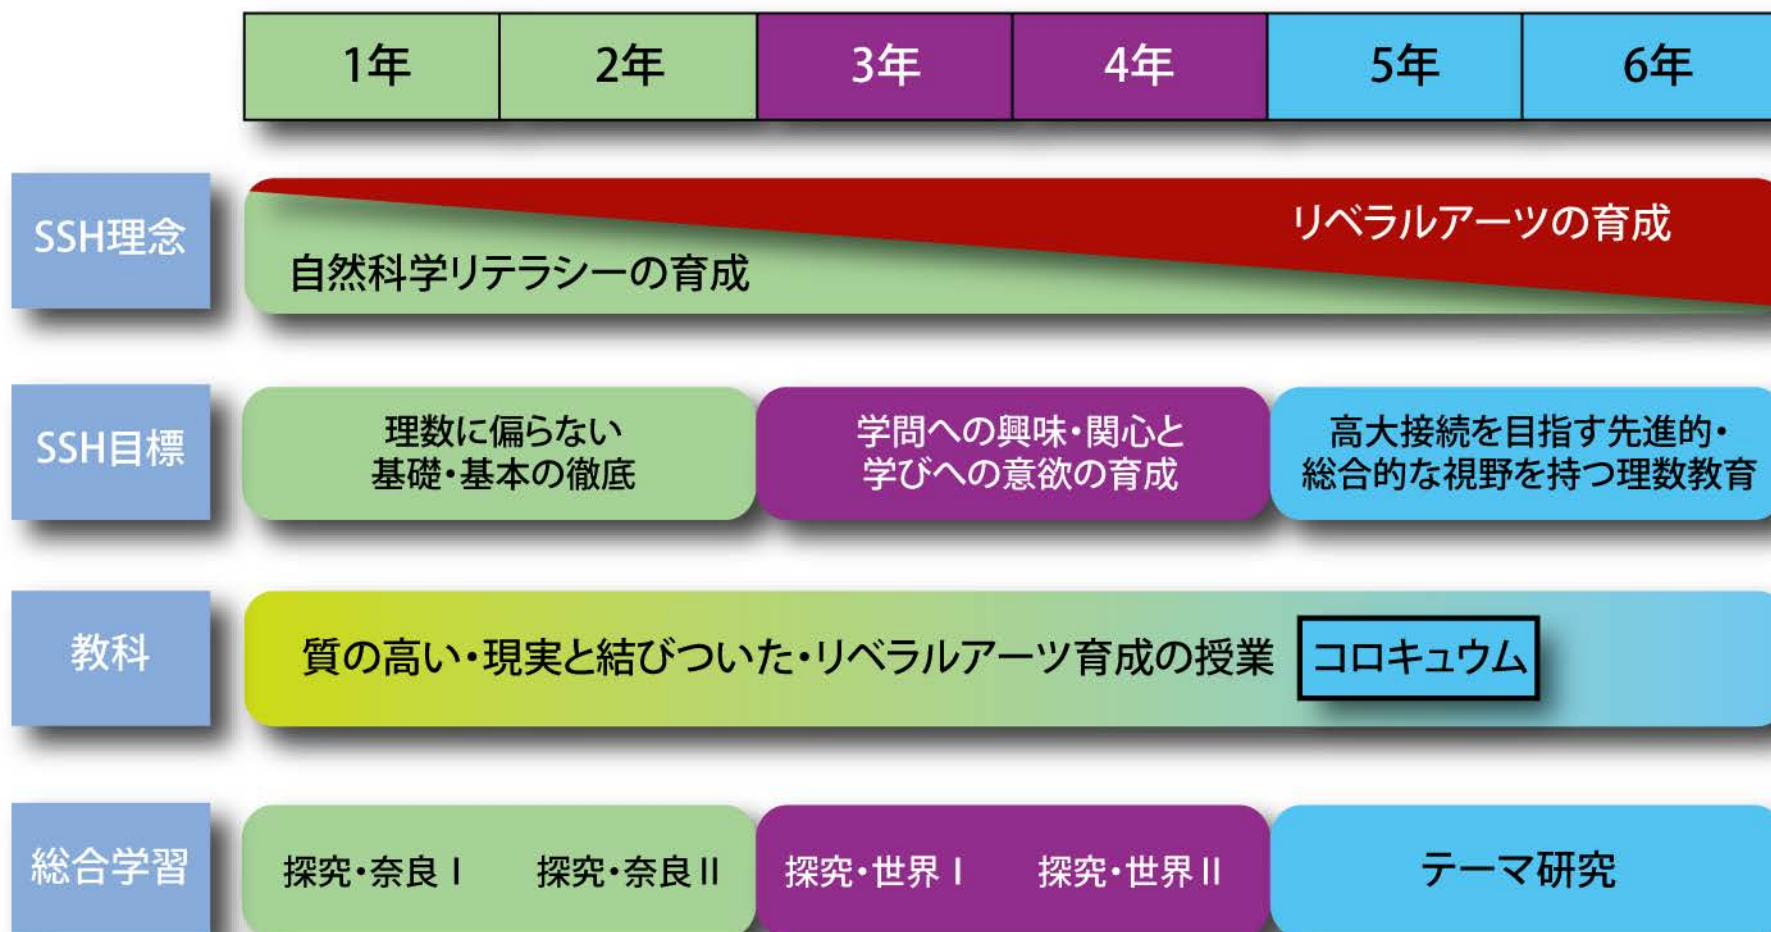 1年 2年 3年 4年 5年 6年
SSH理念
リベラルアーツの育成
自然科学リテラシーの育成
SSH目標
理数に偏らない
基礎・基本の徹底
学問への興味・関心と
学びへの意欲の育成
高大接続を目指す先進的・
総合的な視野を持つ理数教育
教科
質の高い・現実と結びついた・リベラルアーツ育成の授業
コロキュウム
総合学習
探究・奈良Ⅰ 探究・奈良Ⅱ
探究・世界Ⅰ 探究・世界Ⅱ
テーマ研究